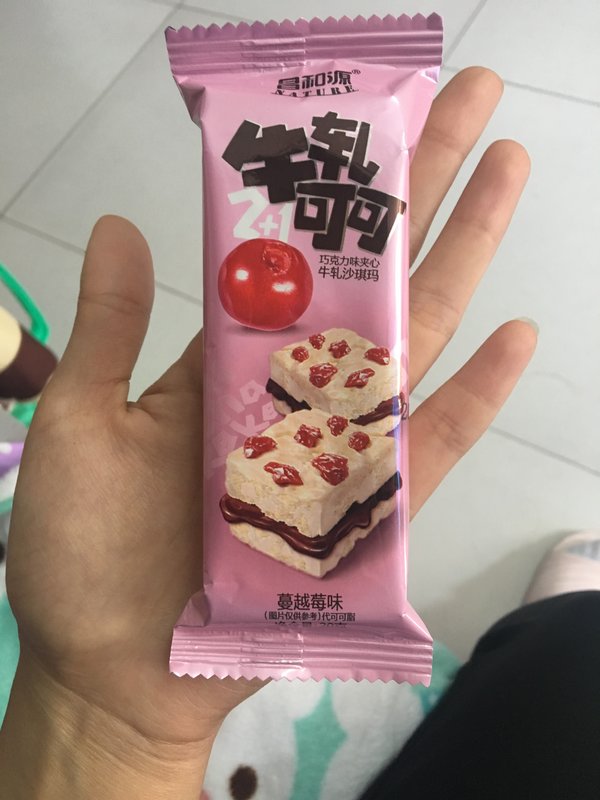 昌和源®
NATURE
牛轧
可可
2+1
巧克力味夹心
牛轧沙琪玛
蔓越莓味
(图片仅供参考)代可可脂